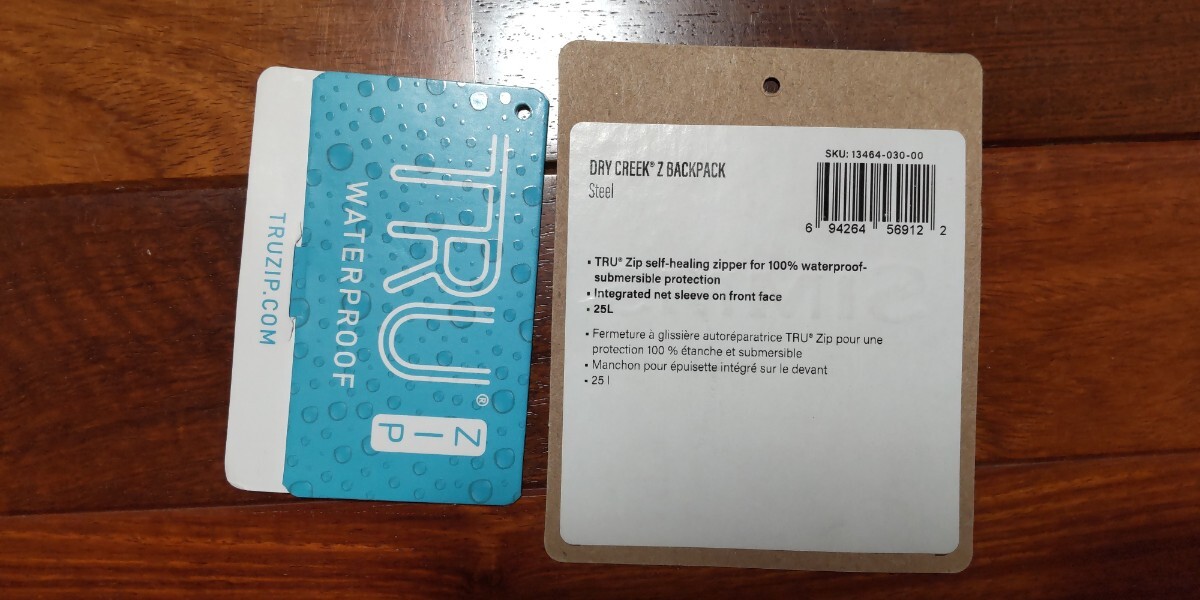 TRU® ZIP
WATERPROOF
TRUZIP.COM
DRY CREEK® Z BACKPACK
Steel
SKU: 13464-030-00
6 94264 56912 2
• TRU® Zip self-healing zipper for 100% waterproof-
submersible protection
• Integrated net sleeve on front face
• 25L
• Fermeture à glissière autoréparatrice TRU® Zip pour une
protection 100 % étanche et submersible
• Manchon pour épuisette intégré sur le devant
• 25 l